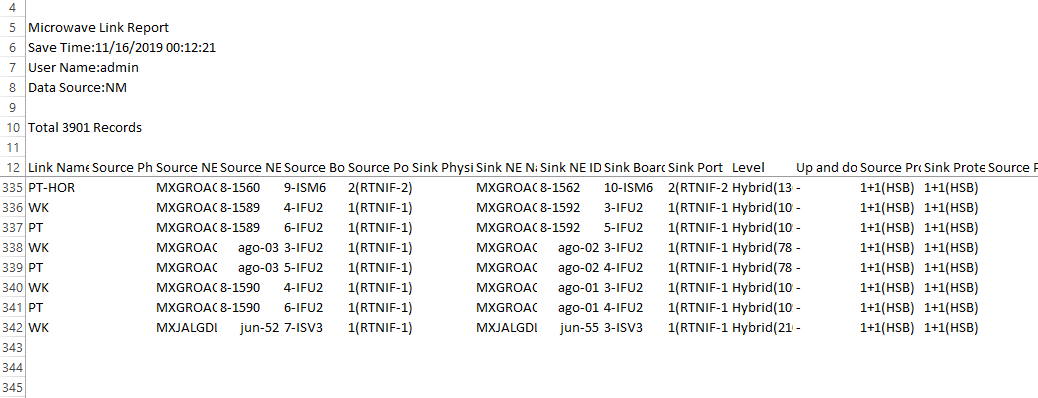 4
5 Microwave Link Report
6 Save Time:11/16/2019 00:12:21
7 User Name:admin
8 Data Source:NM
9
10 Total 3901 Records
11
12 Link Name Source Ph Source NE Source NE Source Bo Source Po Sink Physi Sink NE Na Sink NE ID Sink Board Sink Port Level Up and do Source Pro Sink Prote Source P
335 PT-HOR MXGROAC 8-1560 9-ISM6 2(RTNIF-2) MXGROAC 8-1562 10-ISM6 2(RTNIF-2 Hybrid(13 - 1+1(HSB) 1+1(HSB)
336 WK MXGROAC 8-1589 4-IFU2 1(RTNIF-1) MXGROAC 8-1592 3-IFU2 1(RTNIF-1 Hybrid(10 - 1+1(HSB) 1+1(HSB)
337 PT MXGROAC 8-1589 6-IFU2 1(RTNIF-1) MXGROAC 8-1592 5-IFU2 1(RTNIF-1 Hybrid(10 - 1+1(HSB) 1+1(HSB)
338 WK MXGROAC ago-03 3-IFU2 1(RTNIF-1) MXGROAC ago-02 3-IFU2 1(RTNIF-1 Hybrid(78 - 1+1(HSB) 1+1(HSB)
339 PT MXGROAC ago-03 5-IFU2 1(RTNIF-1) MXGROAC ago-02 4-IFU2 1(RTNIF-1 Hybrid(78 - 1+1(HSB) 1+1(HSB)
340 WK MXGROAC 8-1590 4-IFU2 1(RTNIF-1) MXGROAC ago-01 3-IFU2 1(RTNIF-1 Hybrid(10 - 1+1(HSB) 1+1(HSB)
341 PT MXGROAC 8-1590 6-IFU2 1(RTNIF-1) MXGROAC ago-01 4-IFU2 1(RTNIF-1 Hybrid(10 - 1+1(HSB) 1+1(HSB)
342 WK MXJALGDL jun-52 7-ISV3 1(RTNIF-1) MXJALGDL jun-55 3-ISV3 1(RTNIF-1 Hybrid(21 - 1+1(HSB) 1+1(HSB)
343
344
345